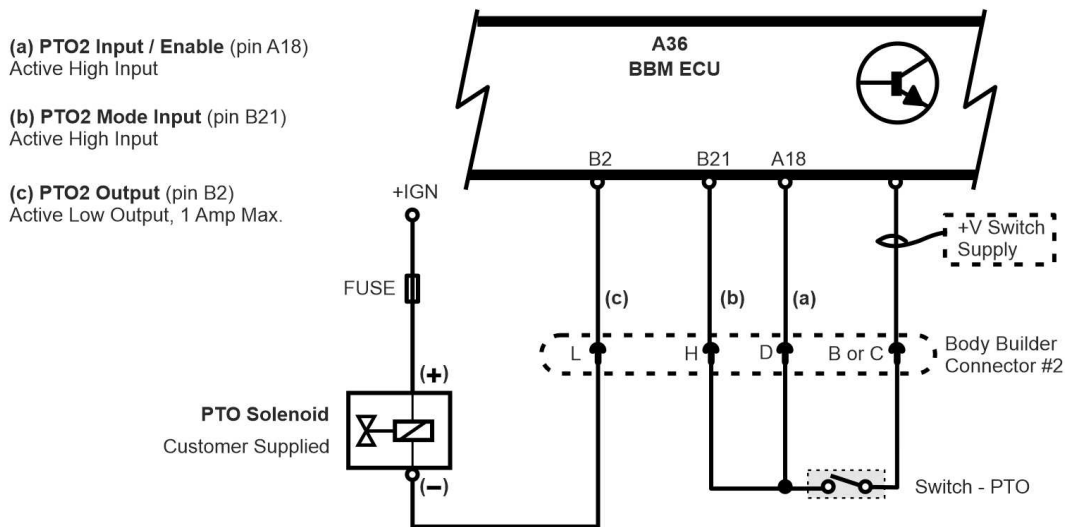 (a) PTO2 Input / Enable (pin A18)
Active High Input
(b) PTO2 Mode Input (pin B21)
Active High Input
(c) PTO2 Output (pin B2)
Active Low Output, 1 Amp Max.
A36
BBM ECU
B2
B21
A18
+IGN
+V Switch
Supply
FUSE
(c)
(b)
(a)
L
H
D
B or C
Body Builder
Connector #2
(+)
PTO Solenoid
Customer Supplied
(-)
Switch - PTO